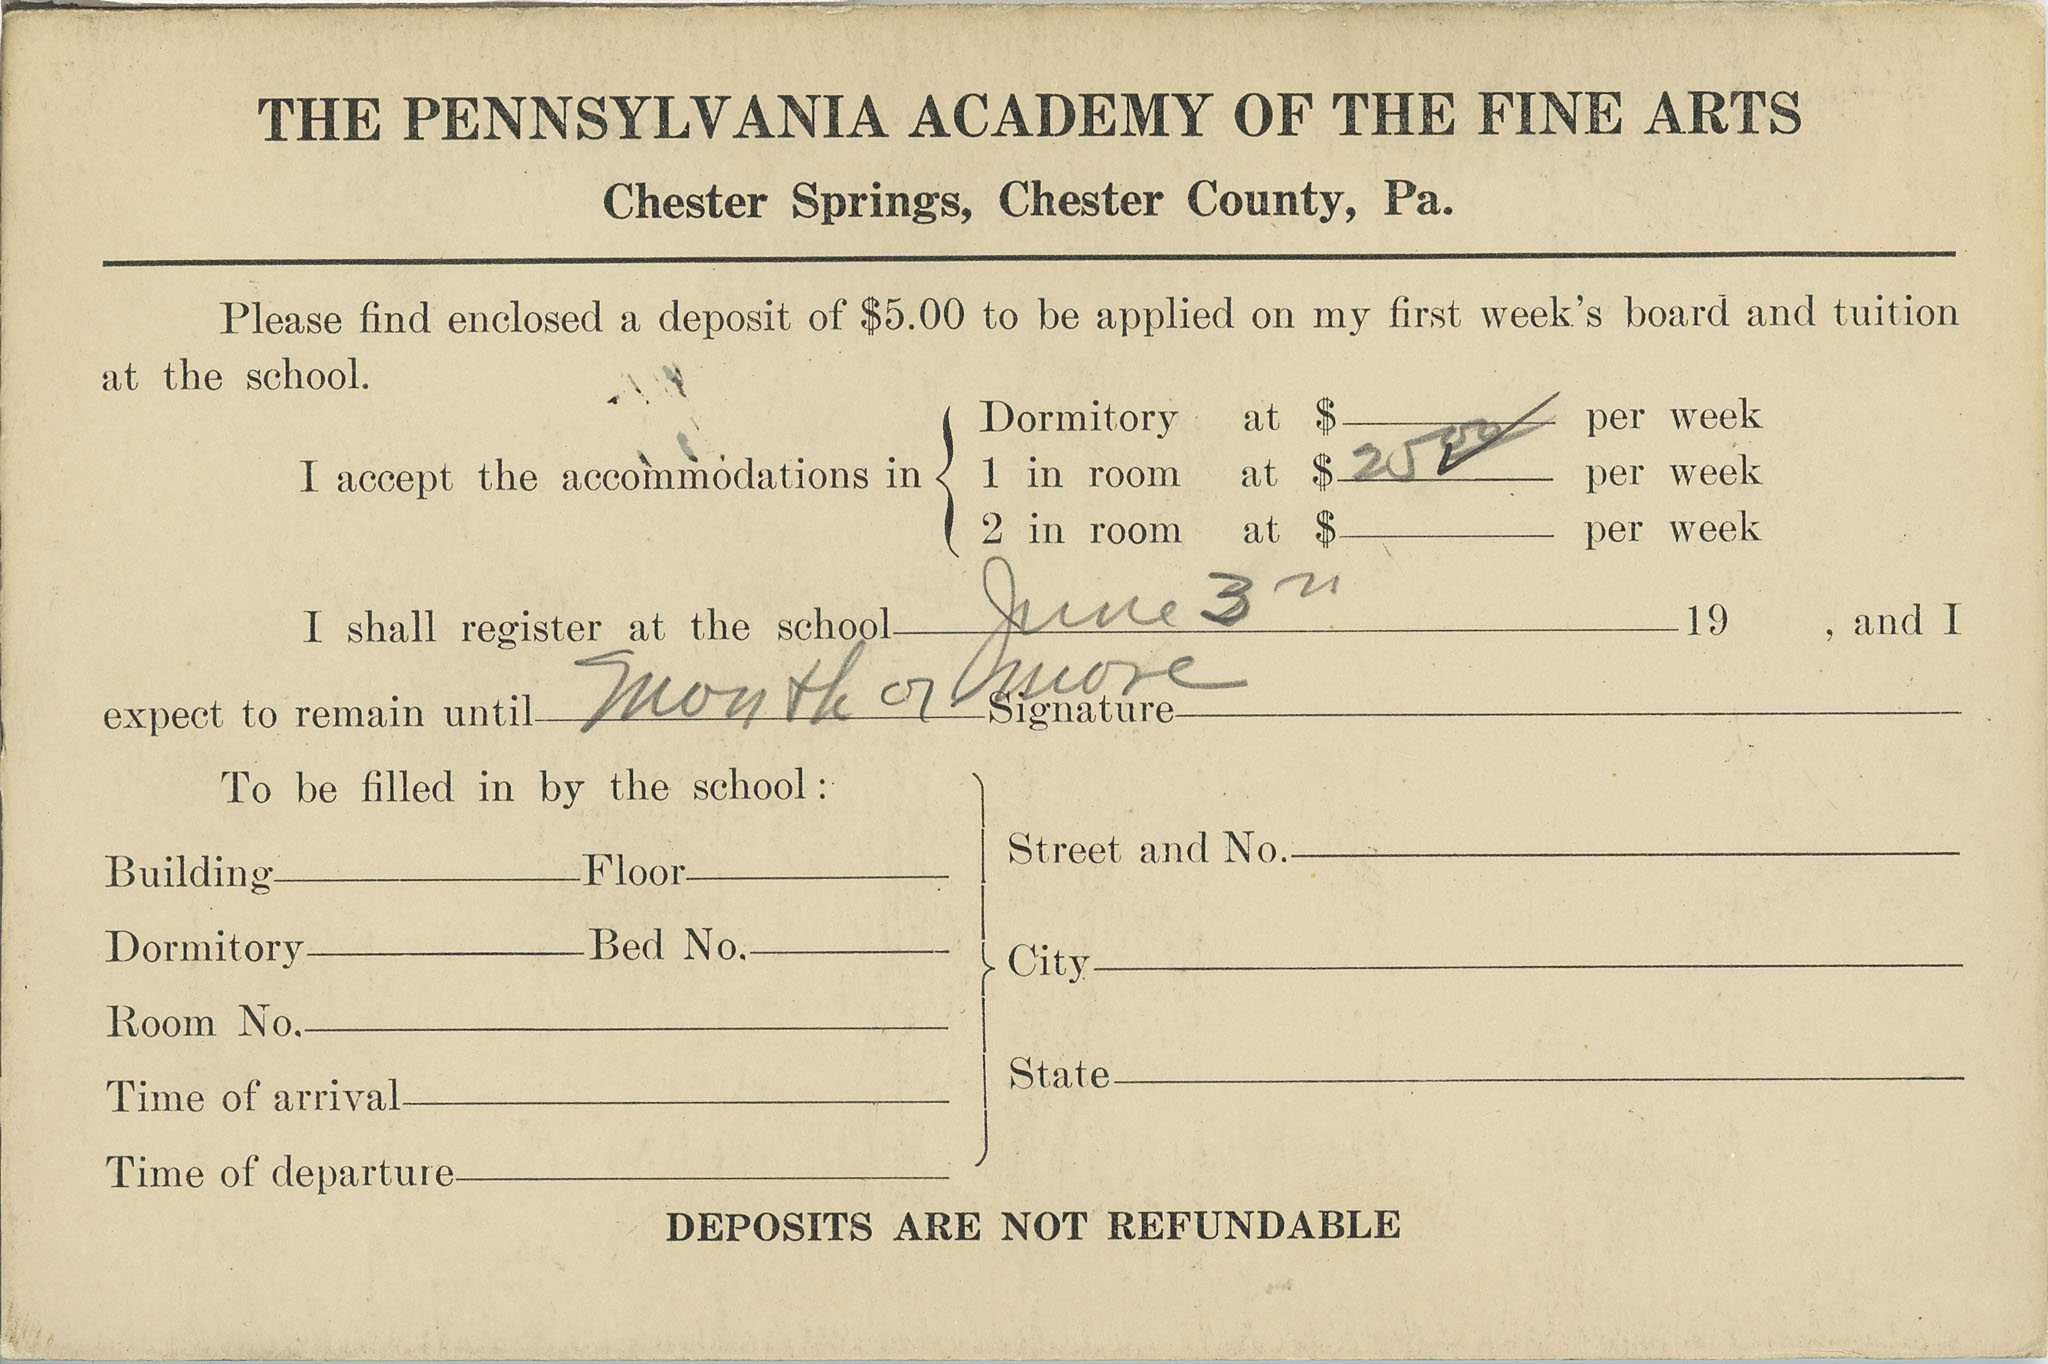 THE PENNSYLVANIA ACADEMY OF THE FINE ARTS
Chester Springs, Chester County, Pa.
Please find enclosed a deposit of $5.00 to be applied on my first week's board and tuition
at the school.
Dormitory at $ per week
I accept the accommodations in 1 in room at $ 25 00 per week
2 in room at $ per week
I shall register at the school June 3 19 , and I
expect to remain until Month or more Signature
To be filled in by the school:
Street and No.
Building Floor
Dormitory Bed No.
City
Room No.
State
Time of arrival
Time of departure
DEPOSITS ARE NOT REFUNDABLE